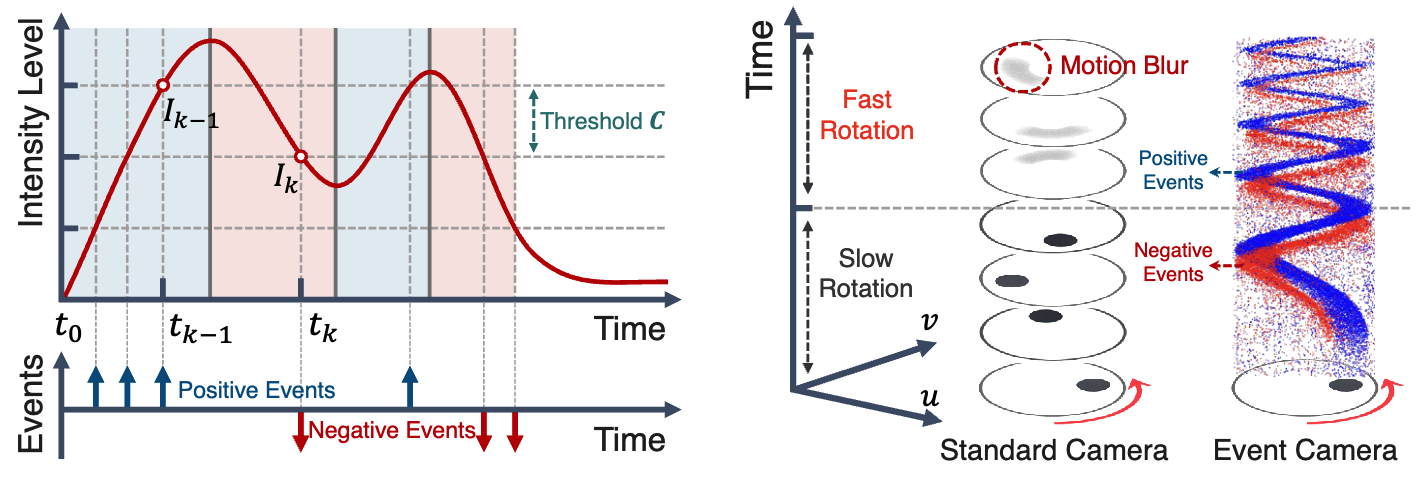 Intensity Level
I_{k-1}
I_k
Threshold C
t_0
t_{k-1}
t_k
Time
Events
Positive Events
Negative Events
Time
Time
Fast
Rotation
Slow
Rotation
v
u
Motion Blur
Positive
Events
Negative
Events
Standard Camera
Event Camera